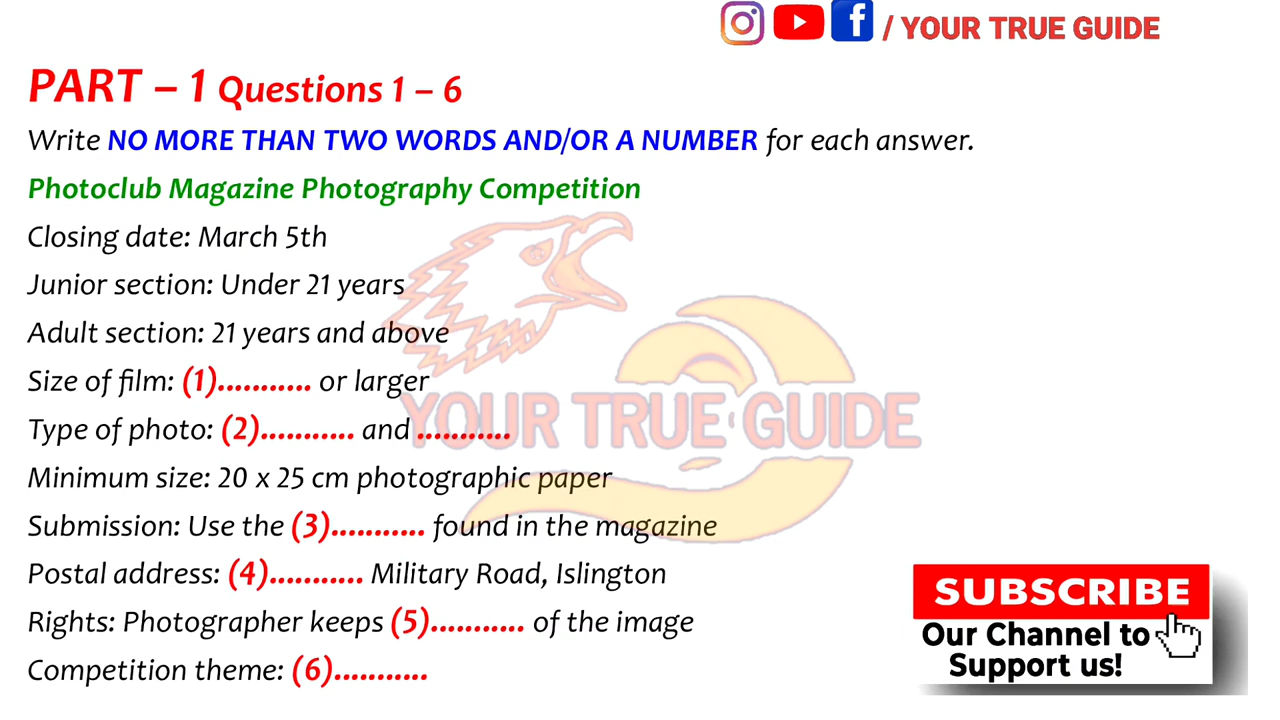 / YOUR TRUE GUIDE
PART – 1 Questions 1 – 6
Write NO MORE THAN TWO WORDS AND/OR A NUMBER for each answer.
Photoclub Magazine Photography Competition
Closing date: March 5th
Junior section: Under 21 years
Adult section: 21 years and above
Size of film: (1)........... or larger
Type of photo: (2)........... and ...........
Minimum size: 20 x 25 cm photographic paper
Submission: Use the (3)........... found in the magazine
Postal address: (4)........... Military Road, Islington
Rights: Photographer keeps (5)........... of the image
Competition theme: (6)...........
YOUR TRUE GUIDE
SUBSCRIBE
Our Channel to
Support us!